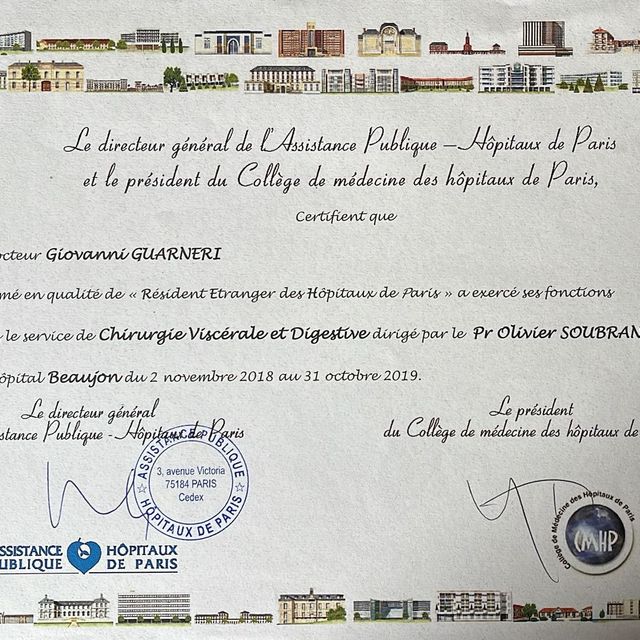 Le directeur général de l'Assistance Publique – Hôpitaux de Paris
et le président du Collège de médecine des hôpitaux de Paris,
Certifient que
octeur Giovanni GUARNERI
mé en qualité de « Résident Etranger des Hôpitaux de Paris » a exercé ses fonctions
le service de Chirurgie Viscérale et Digestive dirigé par le Pr Olivier SOUBRAN
ôpital Beaujon du 2 novembre 2018 au 31 octobre 2019.
Le directeur général
stance Publique - Hôpitaux de Paris
Le président
du Collège de médecine des hôpitaux de
ASSISTANCE PUBLIQUE
3, avenue Victoria
75184 PARIS
Cedex
HÔPITAUX DE PARIS
Collège de Médecine des Hôpitaux de Paris
CMHP
SSISTANCE HÔPITAUX
UBLIQUE DE PARIS